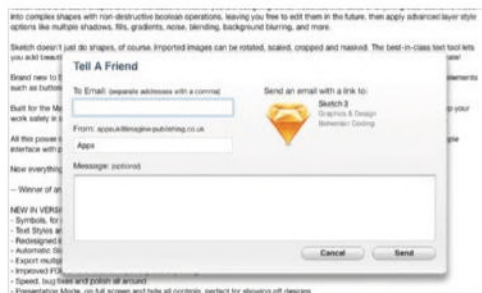 into complex shapes with non-destructive boolean operations, leaving you free to edit them in the future, then apply advanced layer style
options like multiple shadows, fills, gradients, noise, blending, background blurring, and more.
Sketch doesn't just do shapes, of course. Imported images can be rotated, scaled, cropped and masked. The best-in-class text tool lets
you add
Tell A Friend
Brand new to
such as button
To Email: (separate addresses with a comma)
Send an email with a link to:
Sketch 3
Graphics & Design
Bohemian Coding
Built for the Ma
work safely in
From: appsuk@imagine-publishing.co.uk
Apps
All this power
interface with p
Message: (optional)
Now everything
-- Winner of an
NEW IN VERSI
- Symbols, for
- Text Styles
- Redesigned
- Automatic
- Export multip
- Improved
Cancel
Send
- Speed, bug fixes and polish all around
- Presentation Mode, go full screen and hide all controls, perfect for showing off designs